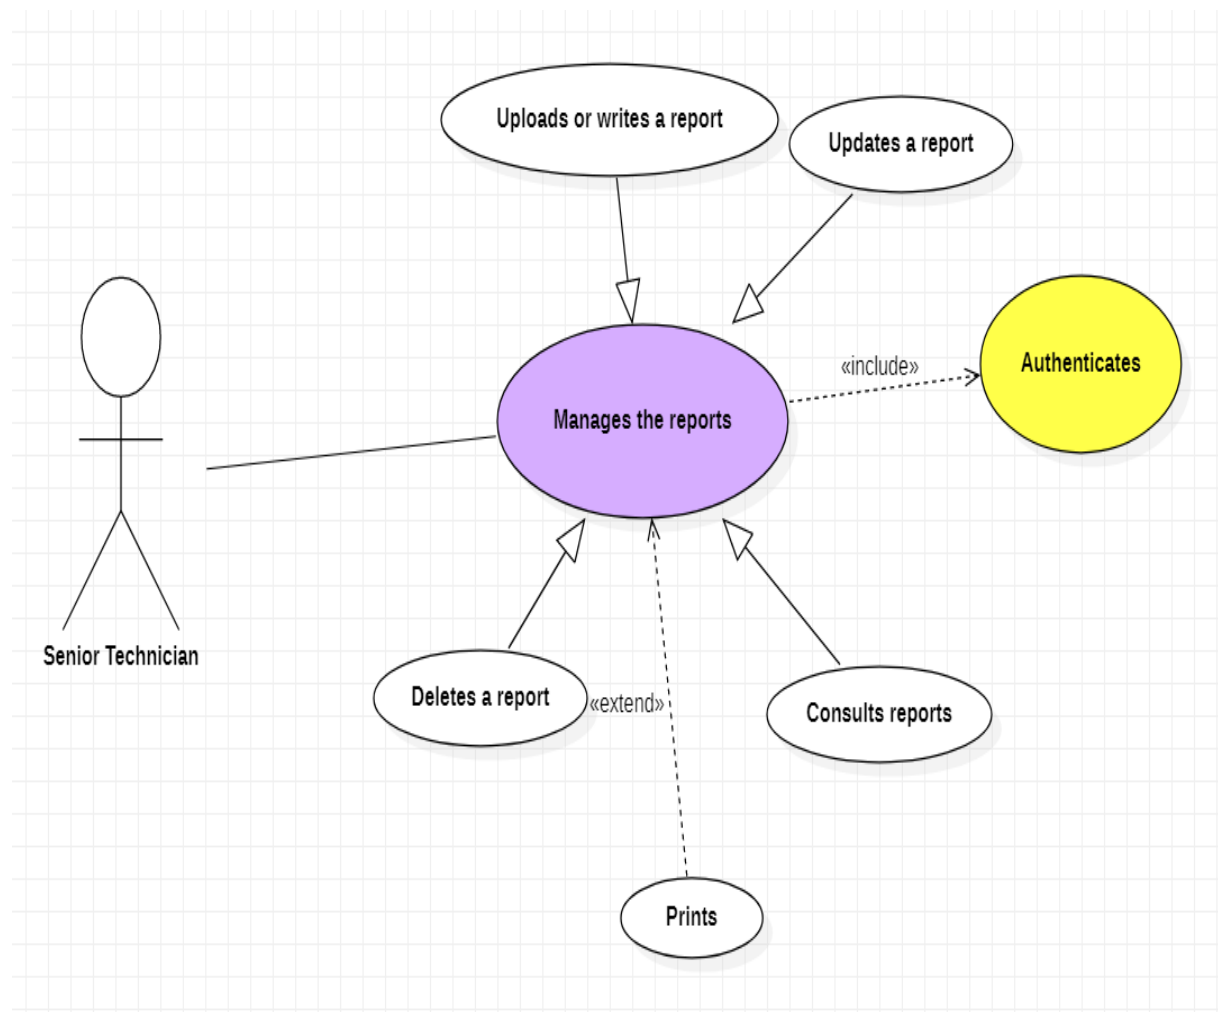 Uploads or writes a report
Updates a report
«include»
Authenticates
Manages the reports
Senior Technician
Deletes a report
«extend»
Consults reports
Prints